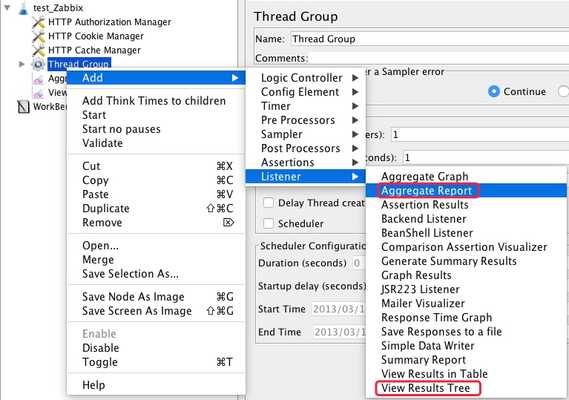 test_Zabbix
HTTP Authorization Manager
HTTP Cookie Manager
HTTP Cache Manager
Thread Group
Agg
View
WorkBen
Add
Add Think Times to children
Start
Start no pauses
Validate
Cut ⌘X
Copy ⌘C
Paste ⌘V
Duplicate ⇧⌘C
Remove ⌦
Open...
Merge
Save Selection As...
Save Node As Image ⌘G
Save Screen As Image ⇧⌘G
Enable
Disable
Toggle ⌘T
Help
Logic Controller
Config Element
Timer
Pre Processors
Sampler
Post Processors
Assertions
Listener
Aggregate Graph
Aggregate Report
Assertion Results
Backend Listener
BeanShell Listener
Comparison Assertion Visualizer
Generate Summary Results
Graph Results
JSR223 Listener
Mailer Visualizer
Response Time Graph
Save Responses to a file
Simple Data Writer
Summary Report
View Results in Table
View Results Tree
Thread Group
Name: Thread Group
Comments:
r a Sampler error
Continue
ers): 1
conds): 1
Delay Thread creat
Scheduler
Scheduler Configuratio
Duration (seconds) 0
Startup delay (second
Start Time 2013/03/1
End Time 2013/03/1